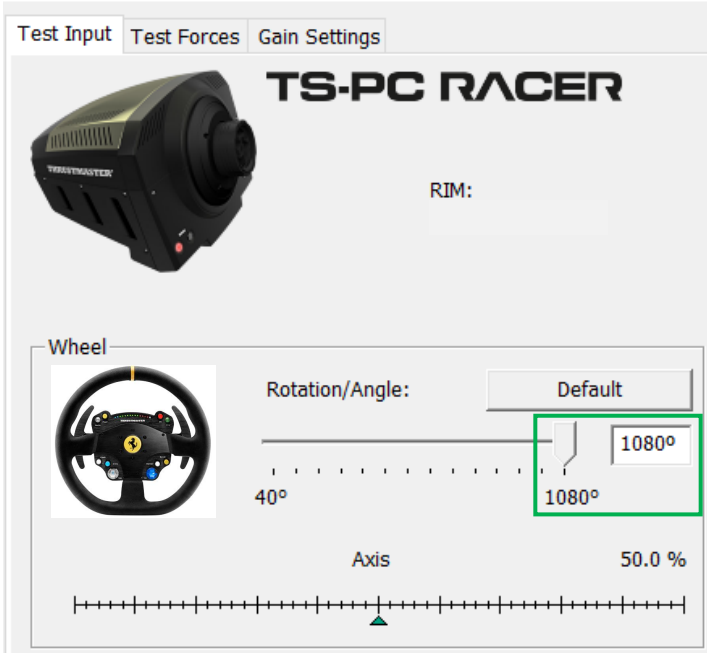 Test Input Test Forces Gain Settings
TS-PC RACER
THRUSTMASTER
RIM:
Wheel
Rotation/Angle: Default
1080º
40º 1080º
Axis 50.0 %